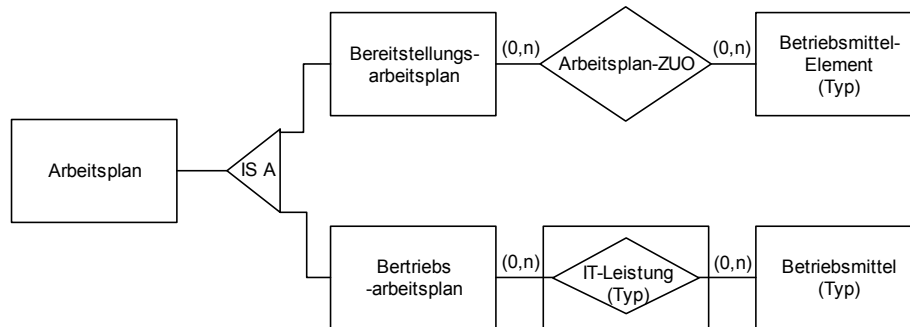 Bereitstellungs-
arbeitsplan
(0,n)
Arbeitsplan-ZUO
(0,n)
Betriebsmittel-
Element
(Typ)
Arbeitsplan
IS A
Bertriebs
-arbeitsplan
(0,n)
IT-Leistung
(Typ)
(0,n)
Betriebsmittel
(Typ)